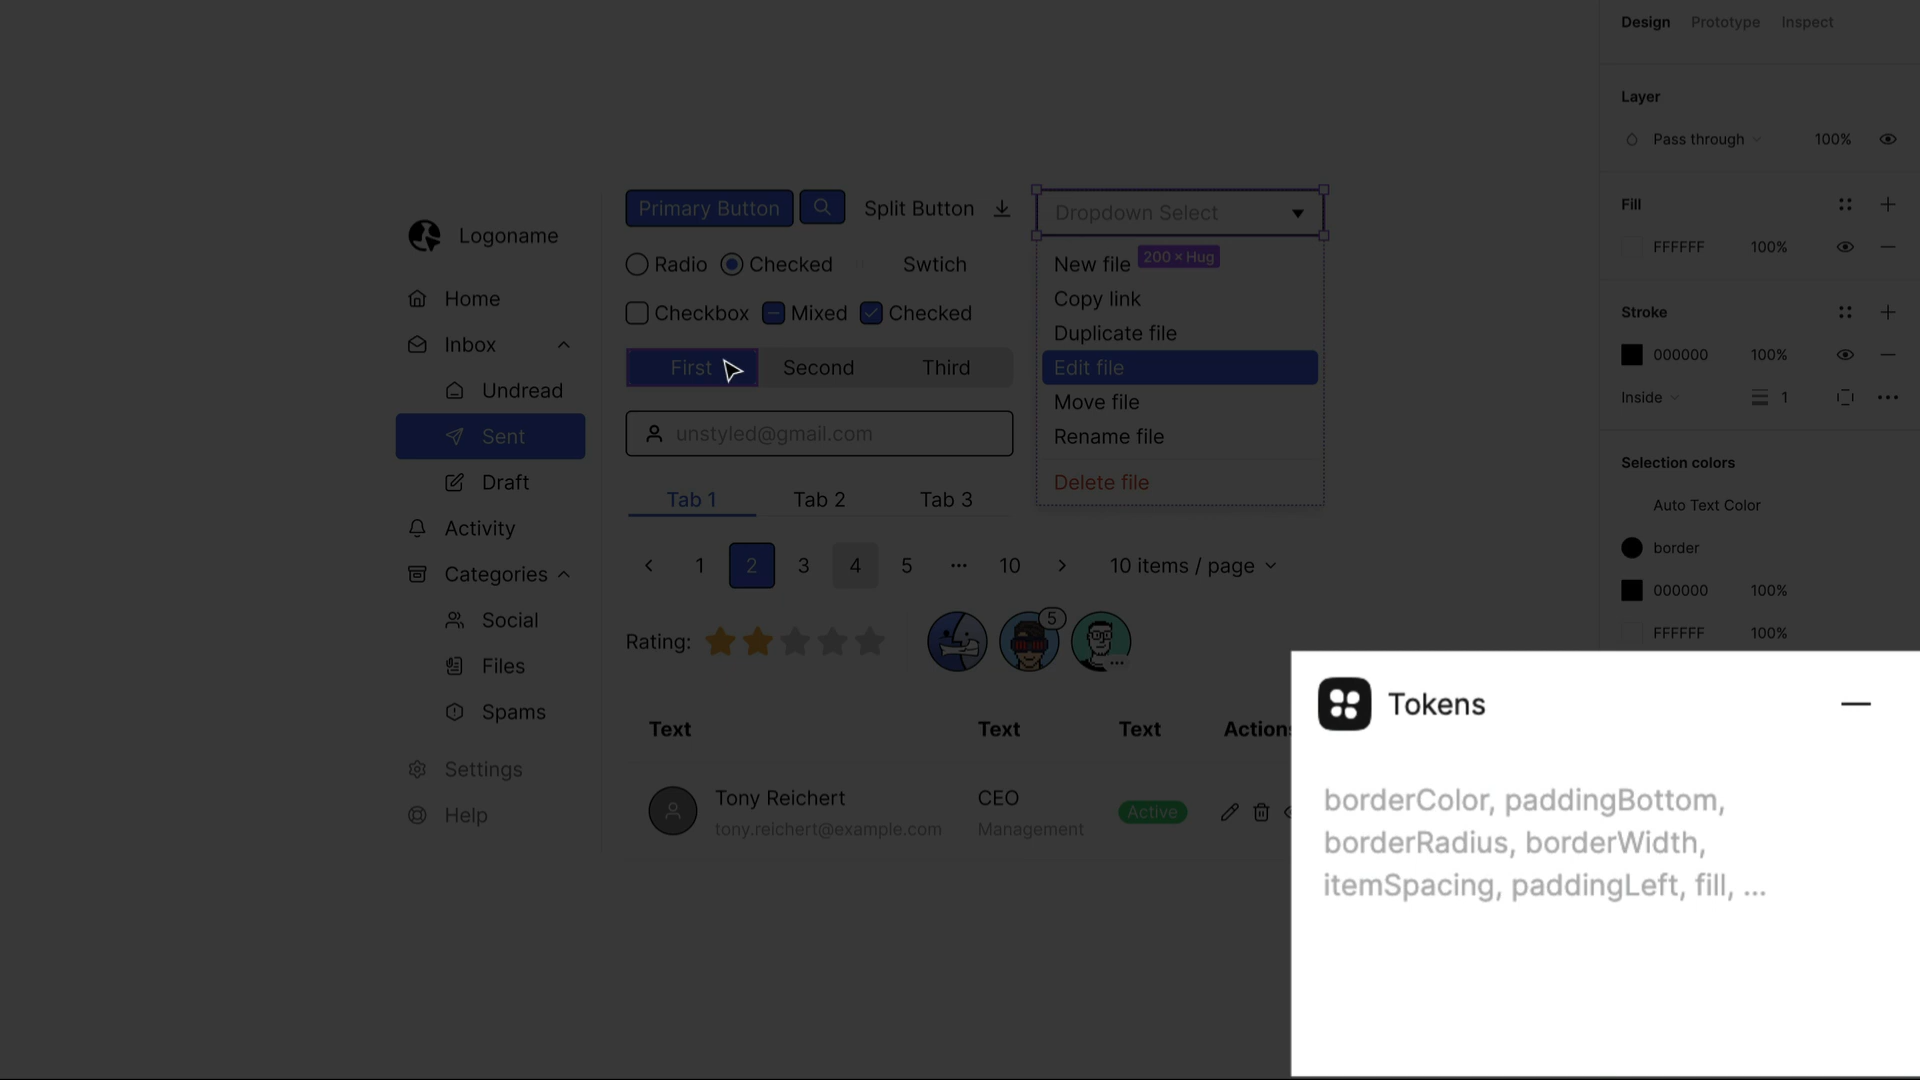 Design Prototype Inspect
Layer
Pass through 100%
Fill
FFFFFF 100%
Stroke
000000 100%
Inside 1
Selection colors
Auto Text Color
border
000000 100%
FFFFFF 100%
Logoname
Home
Inbox
Undread
Sent
Draft
Activity
Categories
Social
Files
Spams
Settings
Help
Primary Button Split Button
Radio Checked Swtich
Checkbox Mixed Checked
First Second Third
unstyled@gmail.com
Tab 1 Tab 2 Tab 3
1 2 3 4 5 ··· 10 10 items / page
Rating: 5
Dropdown Select
200 × Hug
New file
Copy link
Duplicate file
Edit file
Move file
Rename file
Delete file
Text Text Text Actions
Tony Reichert CEO Active
tony.reichert@example.com Management
Tokens
borderColor, paddingBottom,
borderRadius, borderWidth,
itemSpacing, paddingLeft, fill, ...